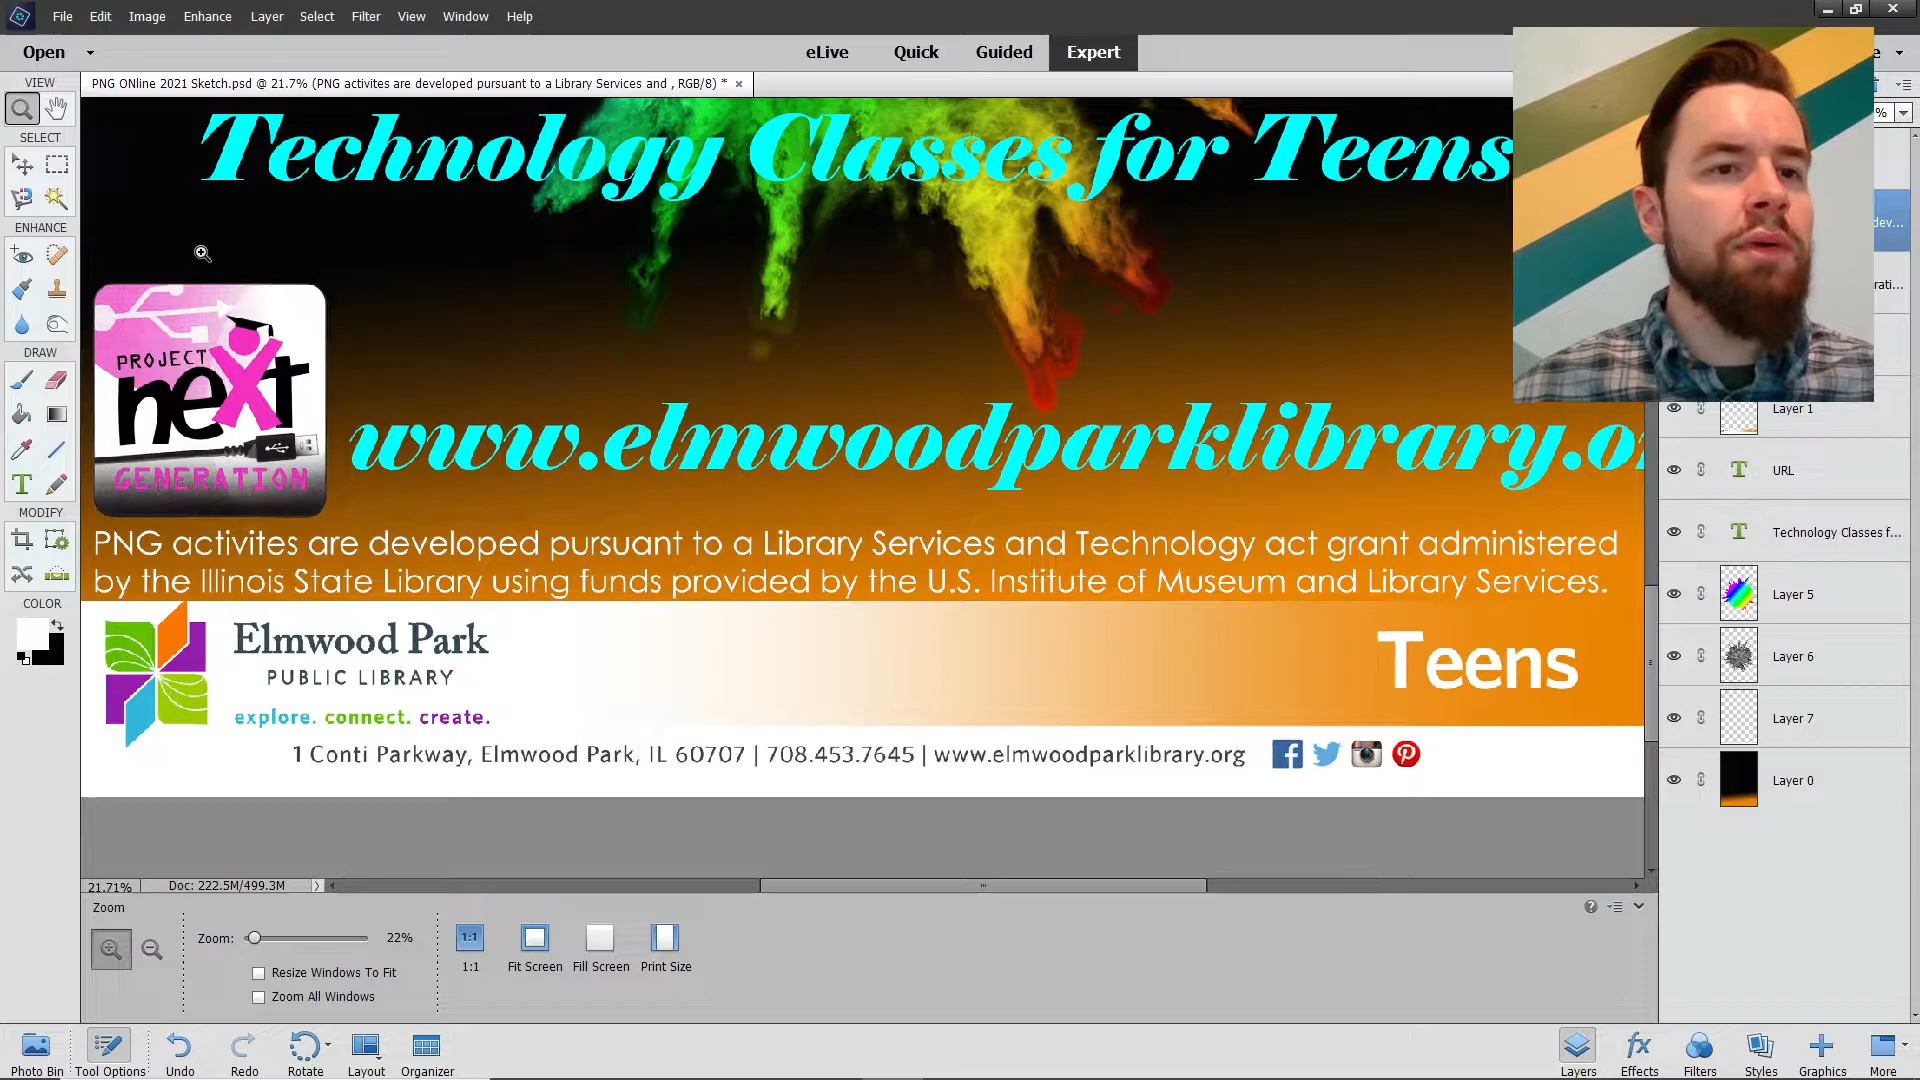 File Edit Image Enhance Layer Select Filter View Window Help
Open eLive Quick Guided Expert
VIEW
PNG ONline 2021 Sketch.psd @ 21.7% (PNG activites are developed pursuant to a Library Services and , RGB/8) *
SELECT
ENHANCE
DRAW
MODIFY
COLOR
Technology Classes for Teens
PROJECT
neXt
GENERATION
www.elmwoodparklibrary.o
PNG activites are developed pursuant to a Library Services and Technology act grant administered
by the Illinois State Library using funds provided by the U.S. Institute of Museum and Library Services.
Elmwood Park
PUBLIC LIBRARY
explore. connect. create.
Teens
1 Conti Parkway, Elmwood Park, IL 60707 | 708.453.7645 | www.elmwoodparklibrary.org
%
dev...
rati...
Layer 1
URL
Technology Classes f...
Layer 5
Layer 6
Layer 7
Layer 0
21.71% Doc: 222.5M/499.3M
Zoom
Zoom: 22%
Resize Windows To Fit
Zoom All Windows
1:1
1:1 Fit Screen Fill Screen Print Size
Photo Bin Tool Options Undo Redo Rotate Layout Organizer
Layers Effects Filters Styles Graphics More